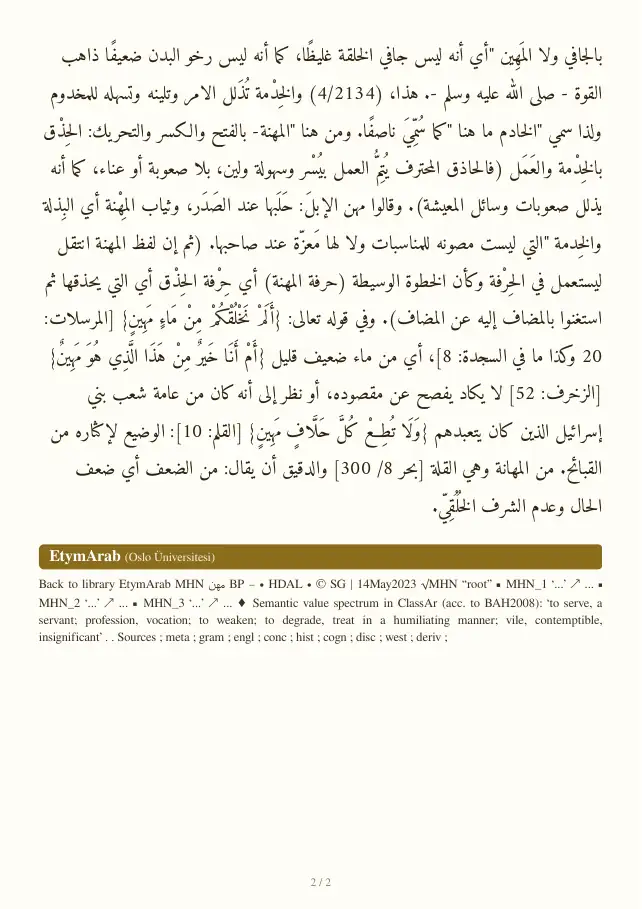 بالجافي ولا المَهِين "أي أنه ليس جافي الخلقة غليظًا، كما أنه ليس رخو البدن ضعيفًا ذاهب
القوة - صلى الله عليه وسلم -. هذا، (4/2134) والخِدْمة تُذَلل الامر وتلينه وتسهله للمخدوم
ولذا سمي "الخادم ما هنا "كما سُمِّيَ ناصفًا. ومن هنا "المهنة- بالفتح والكسر والتحريك: الحِذْق
بالخِدْمة والعَمَل (فالحاذق المحترف يُتِمُّ العمل بيُسْر وسهولة ولين، بلا صعوبة أو عناء، كما أنه
يذلل صعوبات وسائل المعيشة). وقالوا مهن الإبلَ: حَلَبها عند الصَدَر، وثياب المِهْنة أي البِذلة
والخِدمة "التي ليست مصونه للمناسبات ولا لها مَعزّة عند صاحبها. (ثم إن لفظ المهنة انتقل
ليستعمل في الحِرْفة وكأن الخطوة الوسيطة (حرفة المهنة) أي حِرْفة الحِذْق أي التي يحذقها ثم
استغنوا بالمضاف إليه عن المضاف). وفي قوله تعالى: {أَلَمْ نَخْلُقْكُمْ مِنْ مَاءٍ مَهِينٍ} [المرسلات:
20 وكذا ما في السجدة: 8]، أي من ماء ضعيف قليل {أَمْ أَنَا خَيْرٌ مِنْ هَذَا الَّذِي هُوَ مَهِينٌ}
[الزخرف: 52] لا يكاد يفصح عن مقصوده، أو نظر إلى أنه كان من عامة شعب بني
إسرائيل الذين كان يتعبدهم {وَلَا تُطِعْ كُلَّ حَلَّافٍ مَهِينٍ} [القلم: 10]: الوضيع لإكثاره من
القبائح. من المهانة وهي القلة [بحر 8/ 300] والدقيق أن يقال: من الضعف أي ضعف
الحال وعدم الشرف الخُلُقِيّ.
EtymArab (Oslo Üniversitesi)
Back to library EtymArab MHN مهن BP – • HDAL • © SG | 14May2023 √MHN “root” ▪ MHN_1 ‘...’ ↗ ... ▪
MHN_2 ‘...’ ↗ ... ▪ MHN_3 ‘...’ ↗ ... ♦ Semantic value spectrum in ClassAr (acc. to BAH2008): ‘to serve, a
servant; profession, vocation; to weaken; to degrade, treat in a humiliating manner; vile, contemptible,
insignificant’ . . Sources ; meta ; gram ; engl ; conc ; hist ; cogn ; disc ; west ; deriv ;
2 / 2